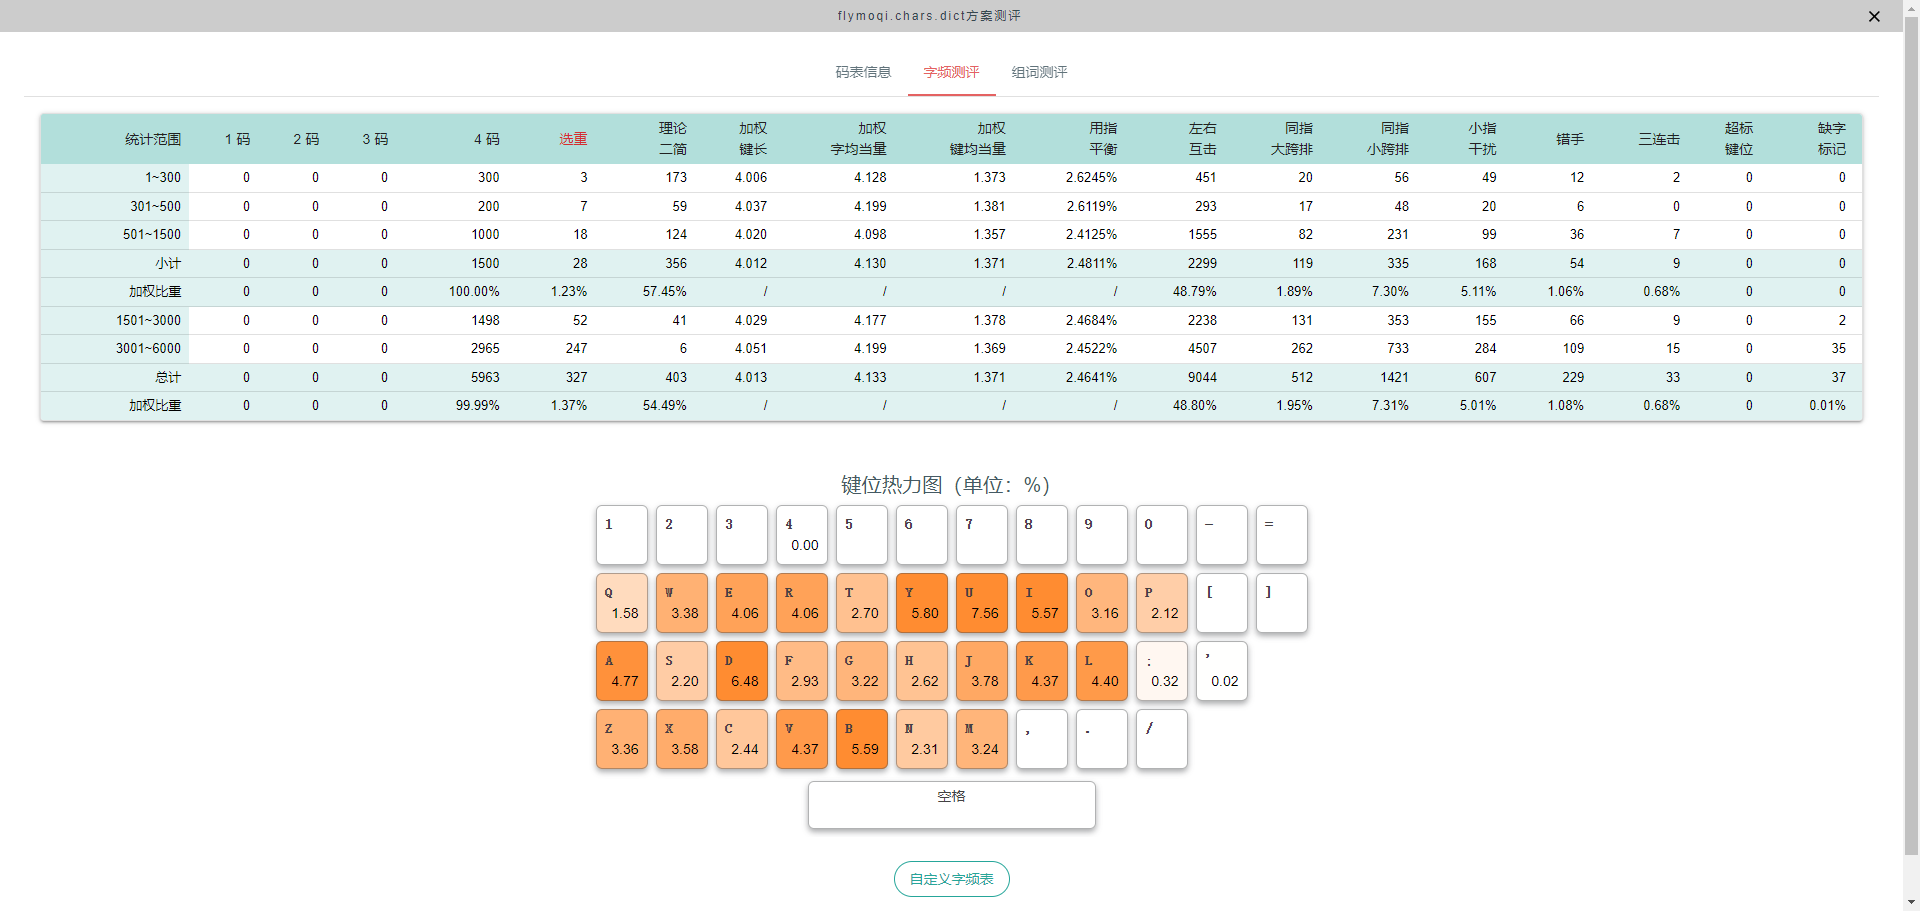 flymoqi.chars.dict方案测评
码表信息 字频测评 组词测评
统计范围 1 码 2 码 3 码 4 码 选重 理论二简 加权键长 加权字均当量 加权键均当量 用指平衡 左右互击 同指大跨排 同指小跨排 小指干扰 错手 三连击 超标键位 缺字标记
1~300 0 0 0 300 3 173 4.006 4.128 1.373 2.6245% 451 20 56 49 12 2 0 0
301~500 0 0 0 200 7 59 4.037 4.199 1.381 2.6119% 293 17 48 20 6 0 0 0
501~1500 0 0 0 1000 18 124 4.020 4.098 1.357 2.4125% 1555 82 231 99 36 7 0 0
小计 0 0 0 1500 28 356 4.012 4.130 1.371 2.4811% 2299 119 335 168 54 9 0 0
加权比重 0 0 0 100.00% 1.23% 57.45% / / / / 48.79% 1.89% 7.30% 5.11% 1.06% 0.68% 0 0
1501~3000 0 0 0 1498 52 41 4.029 4.177 1.378 2.4684% 2238 131 353 155 66 9 0 2
3001~6000 0 0 0 2965 247 6 4.051 4.199 1.369 2.4522% 4507 262 733 284 109 15 0 35
总计 0 0 0 5963 327 403 4.013 4.133 1.371 2.4641% 9044 512 1421 607 229 33 0 37
加权比重 0 0 0 99.99% 1.37% 54.49% / / / / 48.80% 1.95% 7.31% 5.01% 1.08% 0.68% 0 0.01%
键位热力图（单位：%）
1 2 3 4 5 6 7 8 9 0 - =
0.00
Q W E R T Y U I O P [ ]
1.58 3.38 4.06 4.06 2.70 5.80 7.56 5.57 3.16 2.12
A S D F G H J K L ; '
4.77 2.20 6.48 2.93 3.22 2.62 3.78 4.37 4.40 0.32 0.02
Z X C V B N M , . /
3.36 3.58 2.44 4.37 5.59 2.31 3.24
空格
自定义字频表